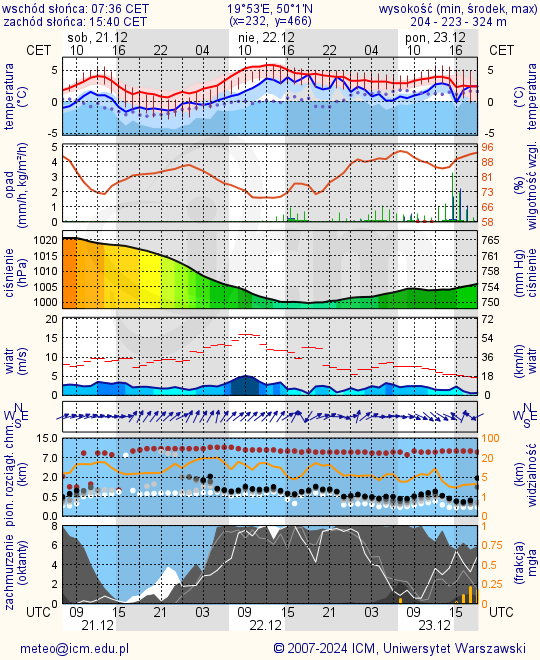 wschód słońca: 07:36 CET 19°53'E, 50°1'N wysokość (min, środek, max)
zachód słońca: 15:40 CET (x=232, y=466) 204 - 223 - 324 m
sob, 21.12 nie, 22.12 pon, 23.12
CET 10 16 22 04 10 16 22 04 10 16 CET
temperatura (°C) 5 0 -5 5 0 -5 (°C) temperatura
opad (mm/h, kg/m²/h) 5 4 3 2 1 0 96 88 81 73 66 58 (%) wilgotność wzgl.
ciśnienie (hPa) 1020 1015 1010 1005 1000 765 761 758 754 750 (mm Hg) ciśnienie
wiatr (m/s) 20 15 10 5 0 72 54 36 18 0 (km/h) wiatr
N W E S N W E S
pion. rozciągł. chm. (km) 15.0 7.0 2.0 0.5 0.0 100 20 5 1 0 (km) widzialność
zachmurzenie (oktanty) 8 6 4 2 0 1 0.75 0.5 0.25 0 (frakcja) mgła
UTC 09 15 21 03 09 15 21 03 09 15 UTC
21.12 22.12 23.12
meteo@icm.edu.pl © 2007-2024 ICM, Uniwersytet Warszawski